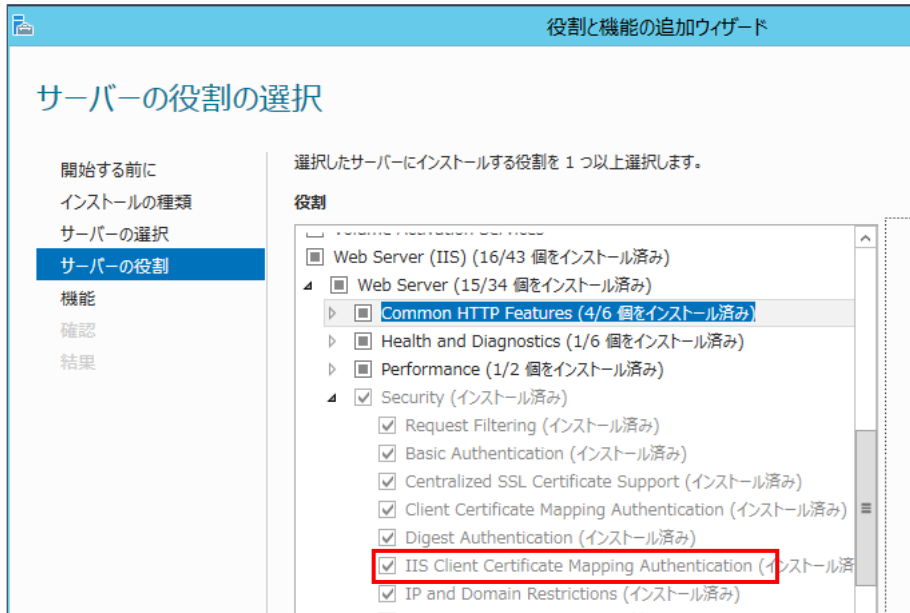 役割と機能の追加ウィザード
サーバーの役割の選択
開始する前に
インストールの種類
サーバーの選択
サーバーの役割
機能
確認
結果
選択したサーバーにインストールする役割を 1 つ以上選択します。
役割
Volume Activation Services
Web Server (IIS) (16/43 個をインストール済み)
Web Server (15/34 個をインストール済み)
Common HTTP Features (4/6 個をインストール済み)
Health and Diagnostics (1/6 個をインストール済み)
Performance (1/2 個をインストール済み)
Security (インストール済み)
Request Filtering (インストール済み)
Basic Authentication (インストール済み)
Centralized SSL Certificate Support (インストール済み)
Client Certificate Mapping Authentication (インストール済み)
Digest Authentication (インストール済み)
IIS Client Certificate Mapping Authentication (インストール済
IP and Domain Restrictions (インストール済み)